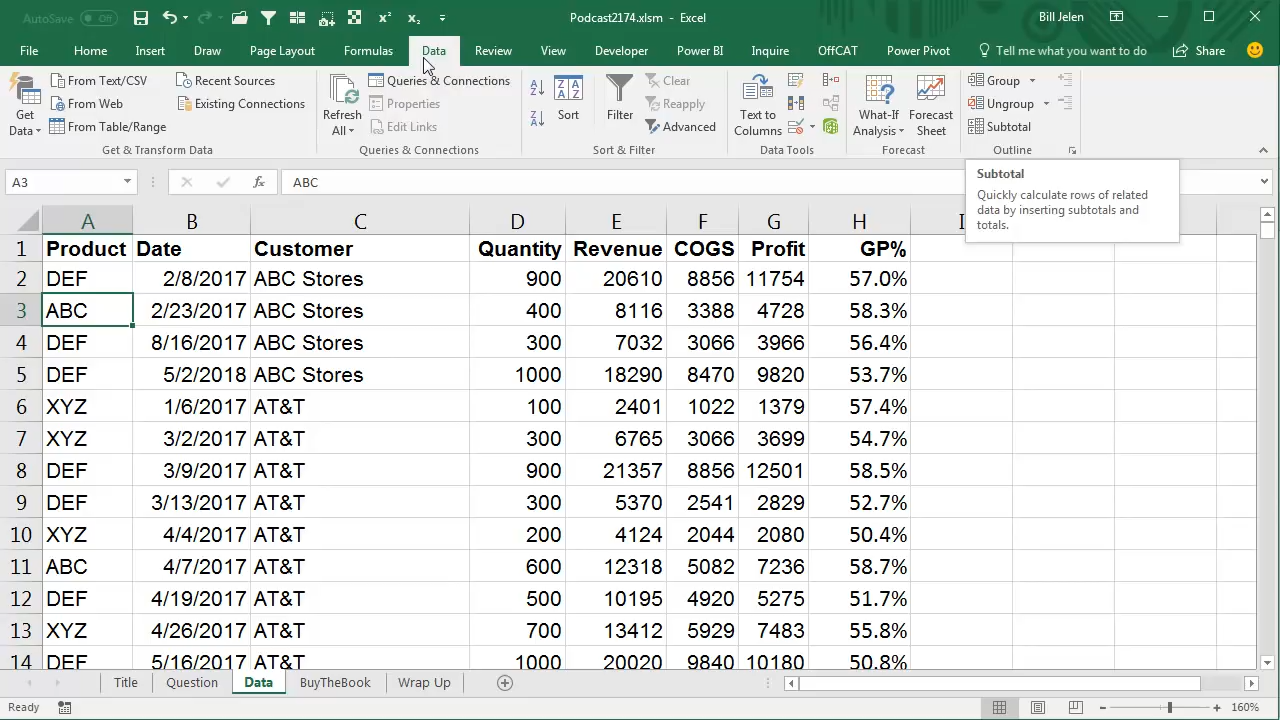 AutoSave Off
Podcast2174.xlsm - Excel
Bill Jelen
File Home Insert Draw Page Layout Formulas Data Review View Developer Power BI Inquire OffCAT Power Pivot Tell me what you want to do Share
Get Data
From Text/CSV
From Web
From Table/Range
Recent Sources
Existing Connections
Get & Transform Data
Refresh All
Queries & Connections
Properties
Edit Links
Queries & Connections
Sort
Filter
Clear
Reapply
Advanced
Sort & Filter
Text to Columns
Data Tools
What-If Analysis
Forecast Sheet
Forecast
Group
Ungroup
Subtotal
Outline
Subtotal
Quickly calculate rows of related
data by inserting subtotals and
totals.
A3 fx ABC
A B C D E F G H I
1 Product Date Customer Quantity Revenue COGS Profit GP%
2 DEF 2/8/2017 ABC Stores 900 20610 8856 11754 57.0%
3 ABC 2/23/2017 ABC Stores 400 8116 3388 4728 58.3%
4 DEF 8/16/2017 ABC Stores 300 7032 3066 3966 56.4%
5 DEF 5/2/2018 ABC Stores 1000 18290 8470 9820 53.7%
6 XYZ 1/6/2017 AT&T 100 2401 1022 1379 57.4%
7 XYZ 3/2/2017 AT&T 300 6765 3066 3699 54.7%
8 DEF 3/9/2017 AT&T 900 21357 8856 12501 58.5%
9 DEF 3/13/2017 AT&T 300 5370 2541 2829 52.7%
10 XYZ 4/4/2017 AT&T 200 4124 2044 2080 50.4%
11 ABC 4/7/2017 AT&T 600 12318 5082 7236 58.7%
12 DEF 4/19/2017 AT&T 500 10195 4920 5275 51.7%
13 XYZ 4/26/2017 AT&T 700 13412 5929 7483 55.8%
14 DEF 5/16/2017 AT&T 1000 20020 9840 10180 50.8%
Title Question Data BuyTheBook Wrap Up
Ready 160%